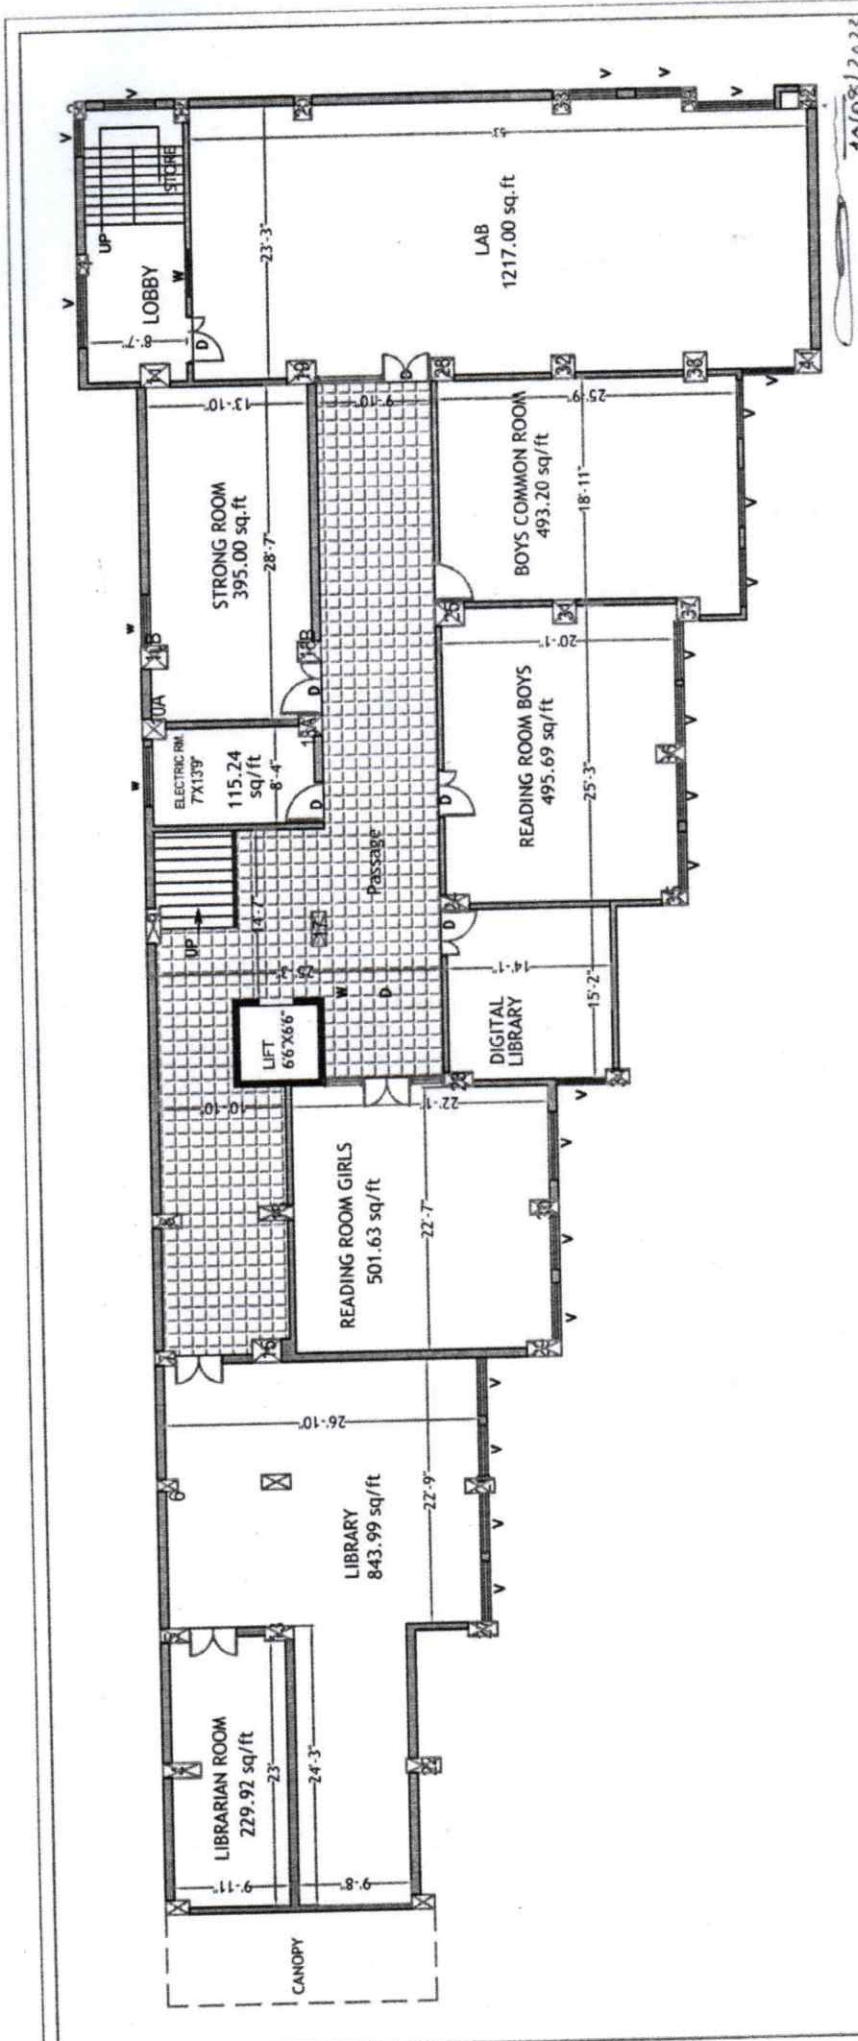 CANOPY
LIBRARIAN ROOM
229.92 sq/ft
23'
9'-11"
24'-3"
9'-8"
LIBRARY
843.99 sq/ft
26'-10"
22'-9"
READING ROOM GIRLS
501.63 sq/ft
22'-7"
22'-1"
10'-10"
LIFT
6'6"X6'6"
UP
14'-7"
Passage
DIGITAL
LIBRARY
14'-1"
15'-2"
ELECTRIC RM.
7'X13'9"
115.24
sq/ft
8'-4"
READING ROOM BOYS
495.69 sq/ft
20'-1"
25'-3"
STRONG ROOM
395.00 sq.ft
28'-7"
13'-10"
9'-10"
BOYS COMMON ROOM
493.20 sq/ft
18'-11"
25'-9"
LOBBY
8'-7"
UP
STORE
LAB
1217.00 sq.ft
23'-3"
53'